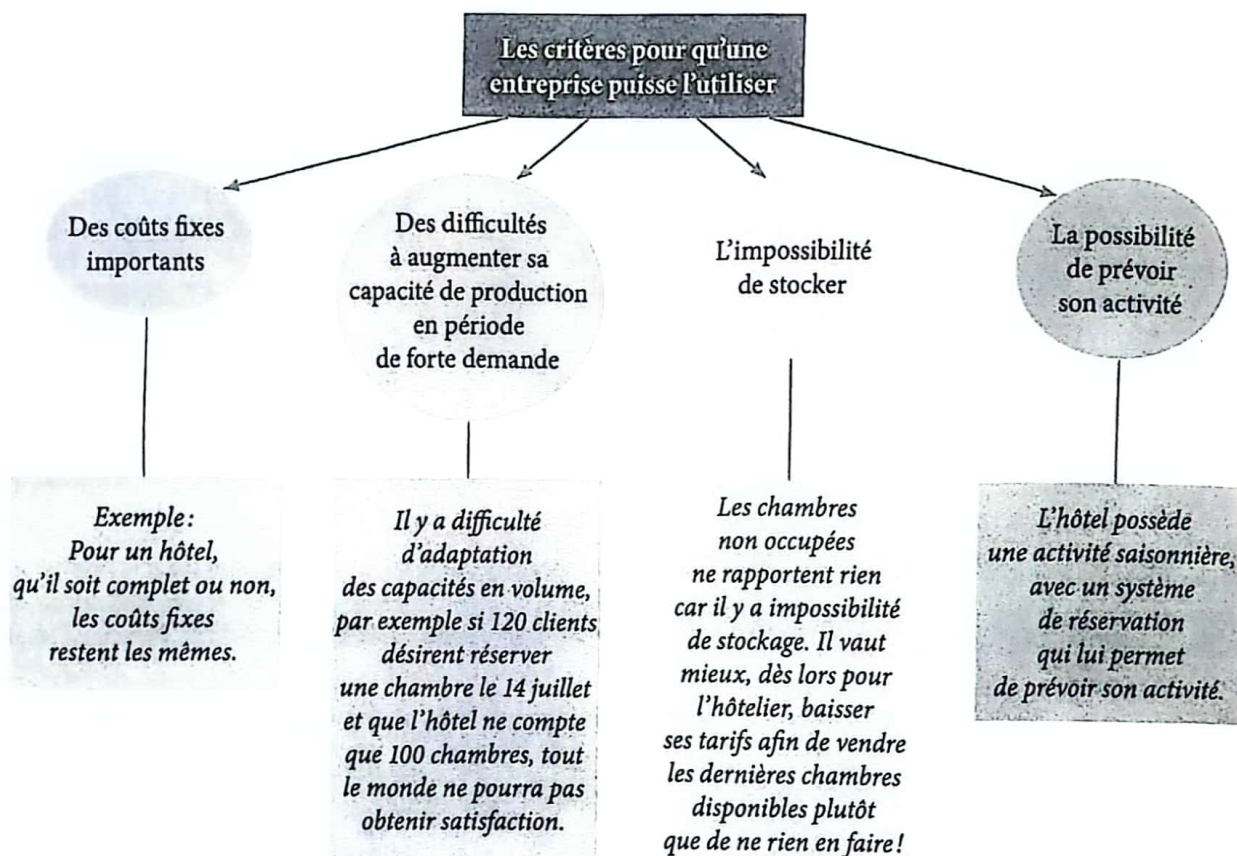 Les critères pour qu'une
entreprise puisse l'utiliser
Des coûts fixes
importants
Des difficultés
à augmenter sa
capacité de production
en période
de forte demande
L'impossibilité
de stocker
La possibilité
de prévoir
son activité
Exemple :
Pour un hôtel,
qu'il soit complet ou non,
les coûts fixes
restent les mêmes.
Il y a difficulté
d'adaptation
des capacités en volume,
par exemple si 120 clients
désirent réserver
une chambre le 14 juillet
et que l'hôtel ne compte
que 100 chambres, tout
le monde ne pourra pas
obtenir satisfaction.
Les chambres
non occupées
ne rapportent rien
car il y a impossibilité
de stockage. Il vaut
mieux, dès lors pour
l'hôtelier, baisser
ses tarifs afin de vendre
les dernières chambres
disponibles plutôt
que de ne rien en faire !
L'hôtel possède
une activité saisonnière,
avec un système
de réservation
qui lui permet
de prévoir son activité.